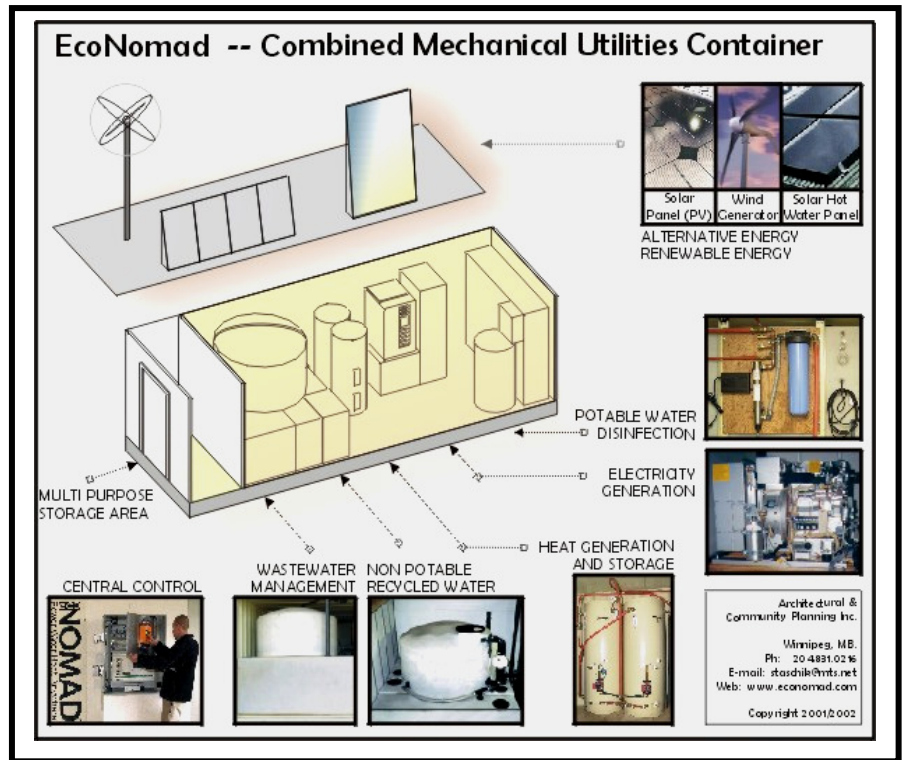 EcoNomad -- Combined Mechanical Utilities Container
Solar
Panel (PV)
Wind
Generator
Solar Hot
Water Panel
ALTERNATIVE ENERGY
RENEWABLE ENERGY
POTABLE WATER
DISINFECTION
ELECTRICITY
GENERATION
MULTI PURPOSE
STORAGE AREA
HEAT GENERATION
AND STORAGE
WASTEWATER
MANAGEMENT
NON POTABLE
RECYCLED WATER
CENTRAL CONTROL
NOMAD
Architectural &
Community Planning Inc.
Winnipeg, MB.
Ph: 204.831.0216
E-mail: staschik@mts.net
Web: www.economad.com
Copyright 2001/2002